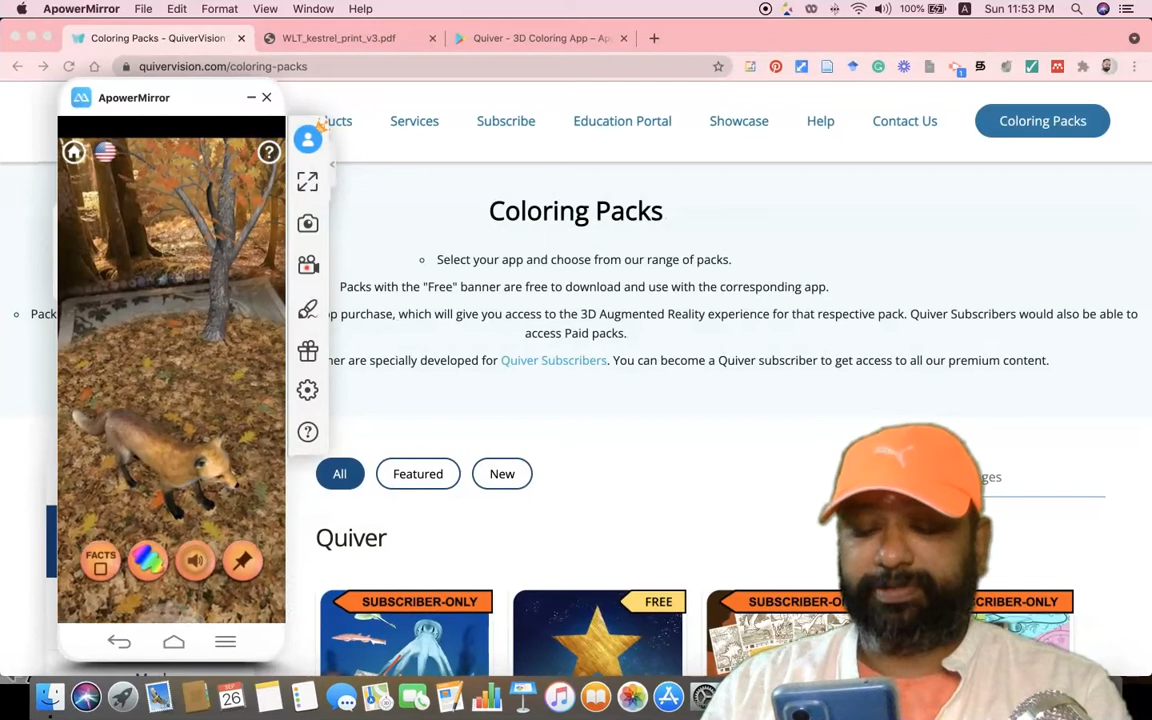 ApowerMirror File Edit Format View Window Help 100% A Sun 11:53 PM
Coloring Packs - QuiverVision WLT_kestrel_print_v3.pdf Quiver - 3D Coloring App – Ap
quivervision.com/coloring-packs
ApowerMirror
ucts Services Subscribe Education Portal Showcase Help Contact Us Coloring Packs
Coloring Packs
Select your app and choose from our range of packs.
Packs with the "Free" banner are free to download and use with the corresponding app.
Pack p purchase, which will give you access to the 3D Augmented Reality experience for that respective pack. Quiver Subscribers would also be able to
access Paid packs.
ner are specially developed for Quiver Subscribers. You can become a Quiver subscriber to get access to all our premium content.
All Featured New ges
Quiver
FACTS
SUBSCRIBER-ONLY FREE SUBSCRIBER-O CRIBER-ONLY
SEP
26